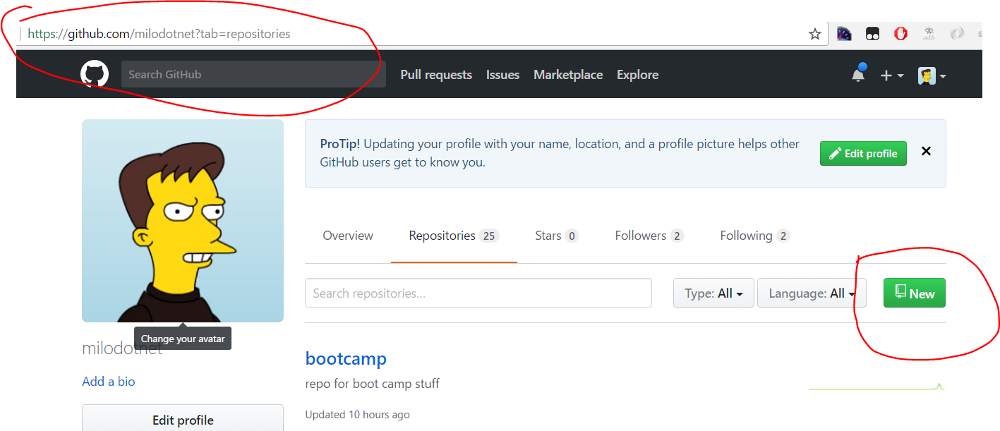 https://github.com/milodotnet?tab=repositories
Search GitHub Pull requests Issues Marketplace Explore
ProTip! Updating your profile with your name, location, and a profile picture helps other
GitHub users get to know you.
Edit profile
Overview Repositories 25 Stars 0 Followers 2 Following 2
Search repositories... Type: All Language: All New
Change your avatar
milodotnet
Add a bio
Edit profile
bootcamp
repo for boot camp stuff
Updated 10 hours ago